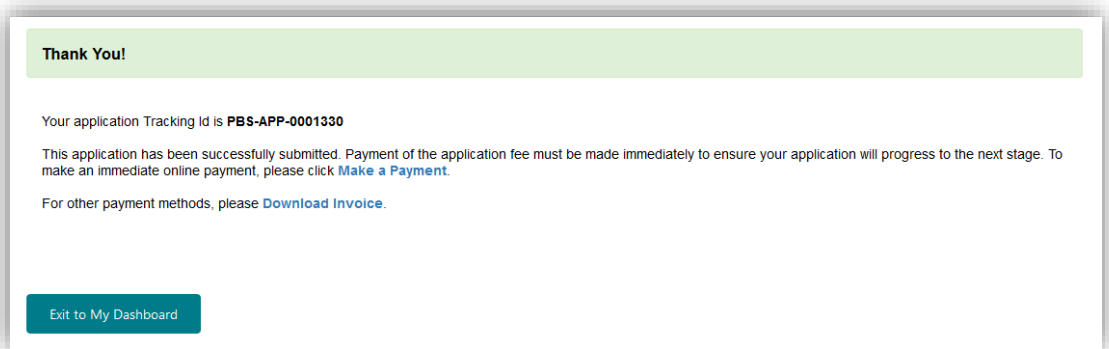 Thank You!
Your application Tracking Id is PBS-APP-0001330
This application has been successfully submitted. Payment of the application fee must be made immediately to ensure your application will progress to the next stage. To
make an immediate online payment, please click Make a Payment.
For other payment methods, please Download Invoice.
Exit to My Dashboard